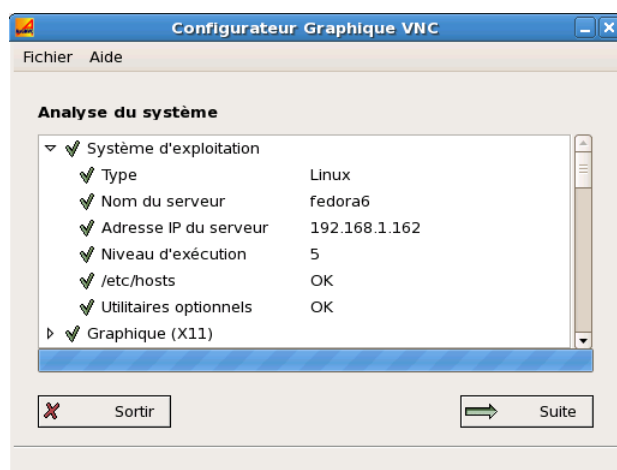 Configurateur Graphique VNC
Fichier Aide
Analyse du système
Système d'exploitation
Type Linux
Nom du serveur fedora6
Adresse IP du serveur 192.168.1.162
Niveau d'exécution 5
/etc/hosts OK
Utilitaires optionnels OK
Graphique (X11)
Sortir Suite